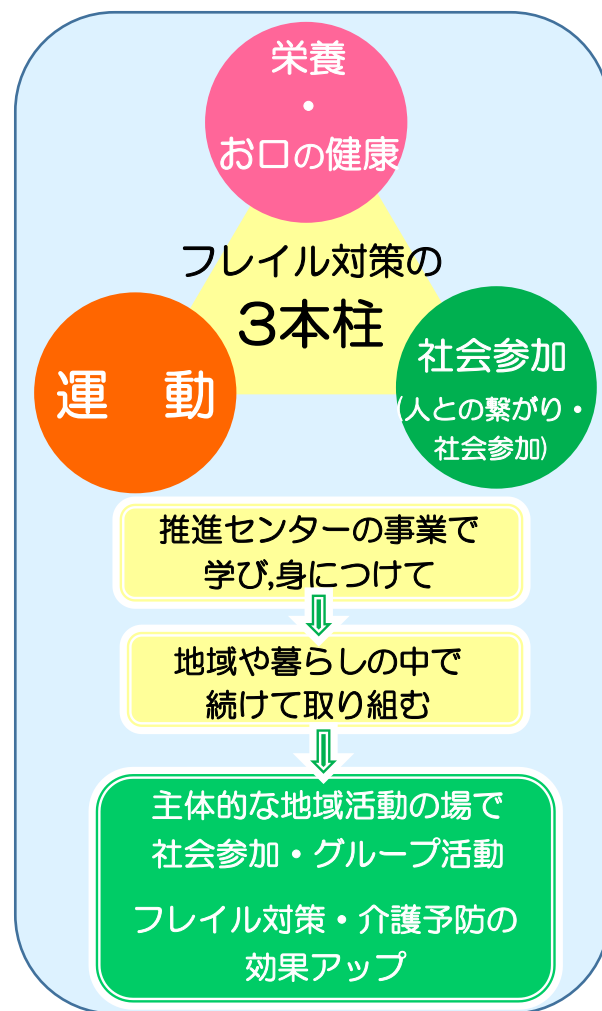 栄養
・
お口の健康
フレイル対策の
3本柱
運　動
社会参加
(人との繋がり・
社会参加)
推進センターの事業で
学び,身につけて
地域や暮らしの中で
続けて取り組む
主体的な地域活動の場で
社会参加・グループ活動
フレイル対策・介護予防の
効果アップ